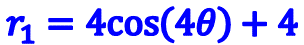 r₁ = 4cos(4θ) + 4